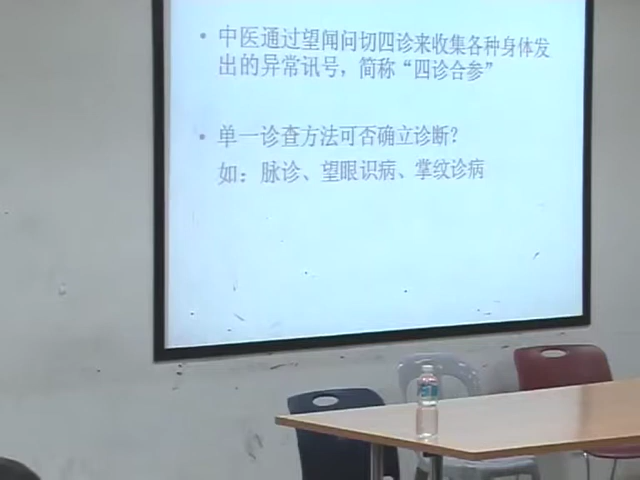 • 中医通过望闻问切四诊来收集各种身体发
出的异常讯号，简称“四诊合参”
• 单一诊查方法可否确立诊断？
如：脉诊、望眼识病、掌纹诊病